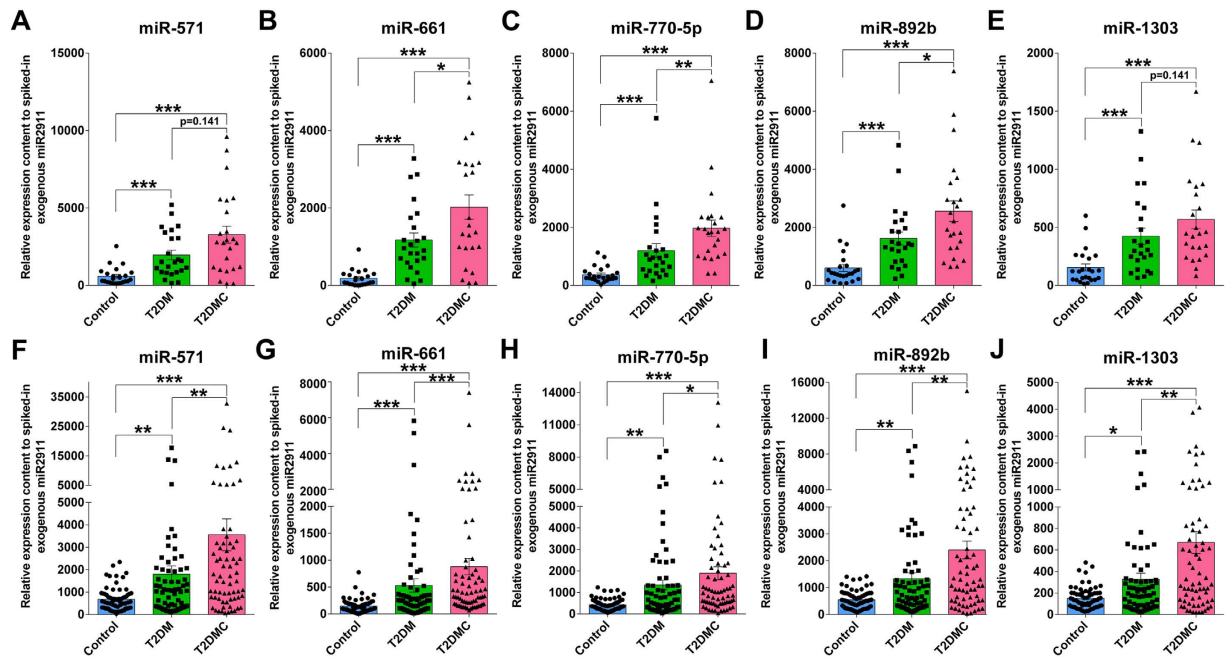 A
miR-571
Relative expression content to spiked-in
exogenous miR2911
15000
10000
5000
0
***
p=0.141
***
Control
T2DM
T2DMC
B
miR-661
Relative expression content to spiked-in
exogenous miR2911
6000
4000
2000
0
***
*
***
Control
T2DM
T2DMC
C
miR-770-5p
Relative expression content to spiked-in
exogenous miR2911
8000
6000
4000
2000
0
***
**
***
Control
T2DM
T2DMC
D
miR-892b
Relative expression content to spiked-in
exogenous miR2911
8000
6000
4000
2000
0
***
*
***
Control
T2DM
T2DMC
E
miR-1303
Relative expression content to spiked-in
exogenous miR2911
2000
1500
1000
500
0
***
p=0.141
***
Control
T2DM
T2DMC
F
miR-571
Relative expression content to spiked-in
exogenous miR2911
35000
25000
15000
5000
5000
4000
3000
2000
1000
0
***
**
**
Control
T2DM
T2DMC
G
miR-661
Relative expression content to spiked-in
exogenous miR2911
8000
6000
4000
2000
2000
1500
1000
500
0
***
***
***
Control
T2DM
T2DMC
H
miR-770-5p
Relative expression content to spiked-in
exogenous miR2911
14000
11000
8000
5000
5000
4000
3000
2000
1000
0
***
*
**
Control
T2DM
T2DMC
I
miR-892b
Relative expression content to spiked-in
exogenous miR2911
16000
12000
8000
4000
4000
3000
2000
1000
0
***
**
**
Control
T2DM
T2DMC
J
miR-1303
Relative expression content to spiked-in
exogenous miR2911
5000
4000
3000
2000
1000
1000
800
600
400
200
0
***
**
*
Control
T2DM
T2DMC